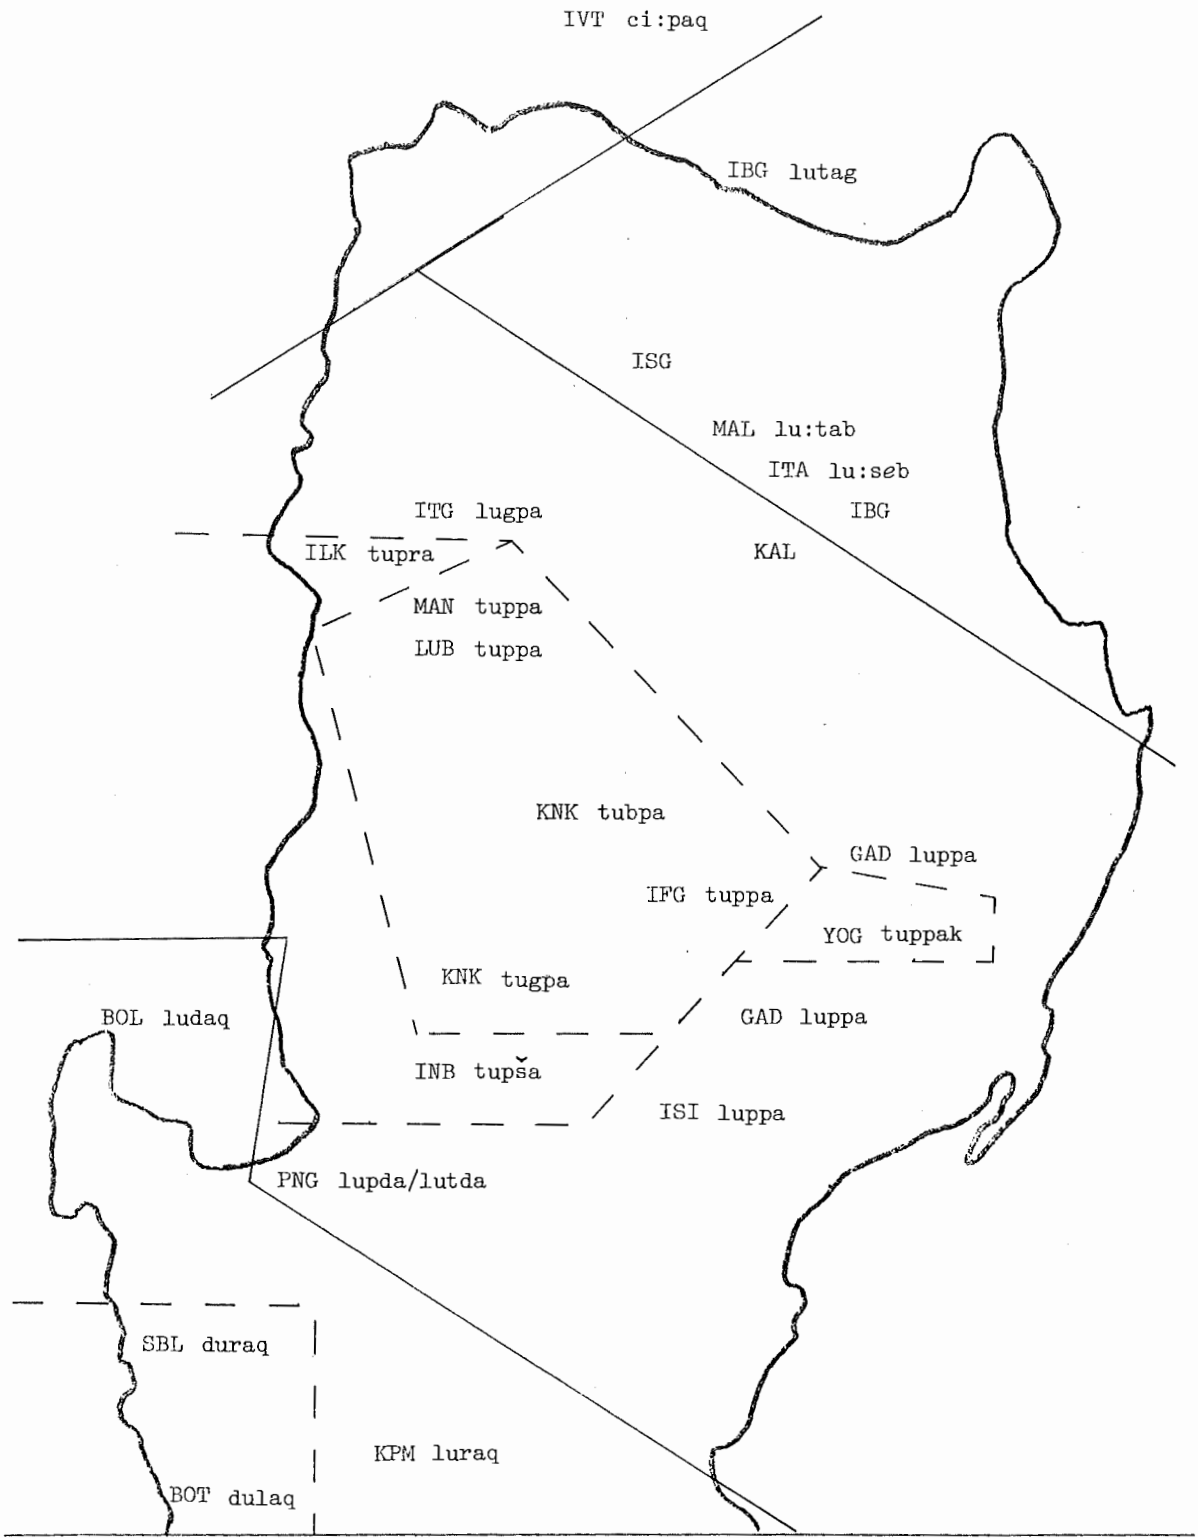 IVT ci:paq
IBG lutag
ISG
MAL lu:tab
ITA lu:seb
IBG
ITG lugpa
ILK tupra
KAL
MAN tuppa
LUB tuppa
KNK tubpa
GAD luppa
IFG tuppa
YOG tuppak
KNK tugpa
BOL ludaq
GAD luppa
INB tupša
ISI luppa
PNG lupda/lutda
SBL duraq
KPM luraq
BOT dulaq